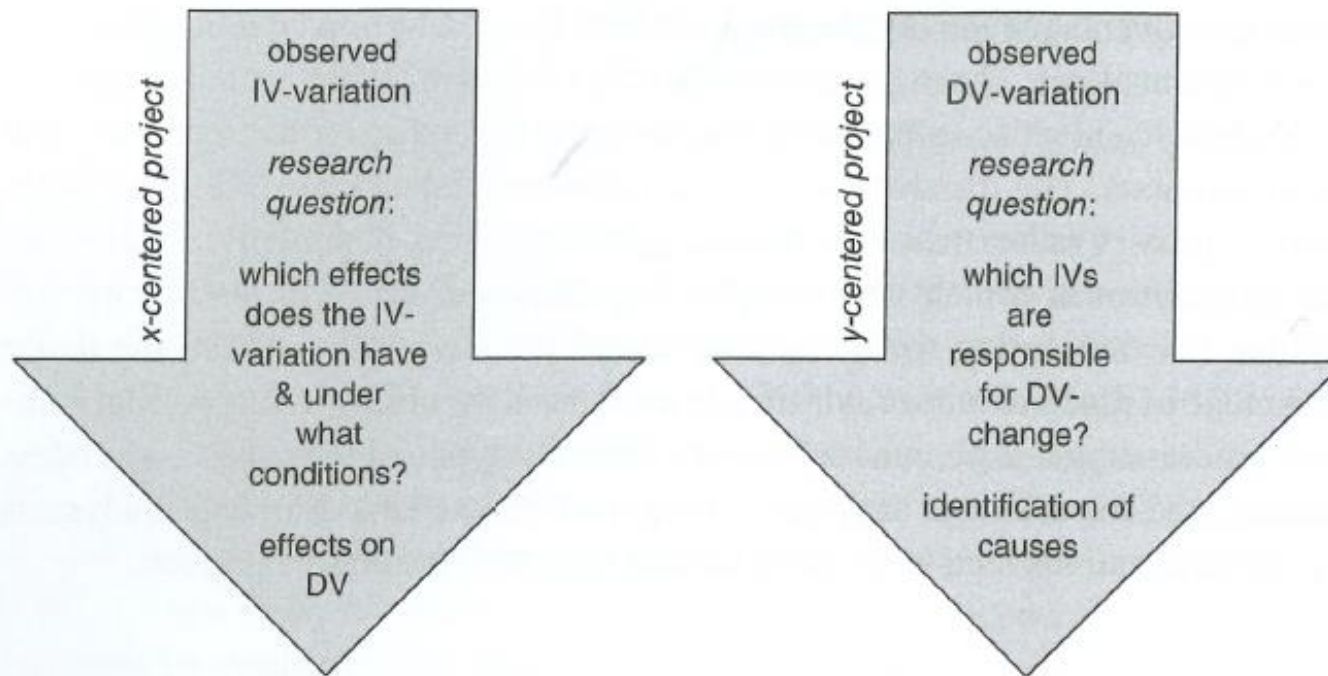 x-centered project
observed
IV-variation
research
question:
which effects
does the IV-
variation have
& under
what
conditions?
effects on
DV
y-centered project
observed
DV-variation
research
question:
which IVs
are
responsible
for DV-
change?
identification of
causes